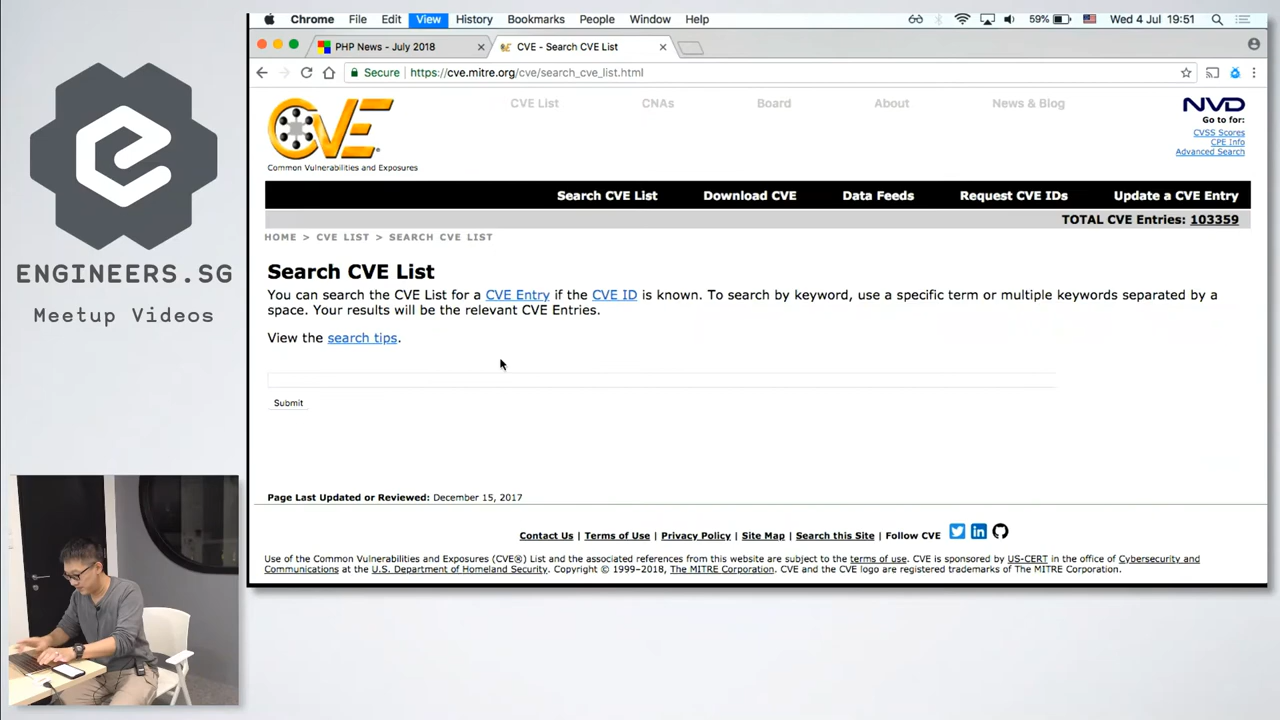 Chrome File Edit View History Bookmarks People Window Help 59% Wed 4 Jul 19:51
PHP News - July 2018
CVE - Search CVE List
Secure https://cve.mitre.org/cve/search_cve_list.html
CVE
Common Vulnerabilities and Exposures
CVE List CNAs Board About News & Blog
NVD
Go to for:
CVSS Scores
CPE Info
Advanced Search
Search CVE List Download CVE Data Feeds Request CVE IDs Update a CVE Entry
TOTAL CVE Entries: 103359
HOME > CVE LIST > SEARCH CVE LIST
Search CVE List
You can search the CVE List for a CVE Entry if the CVE ID is known. To search by keyword, use a specific term or multiple keywords separated by a
space. Your results will be the relevant CVE Entries.
View the search tips.
Submit
Page Last Updated or Reviewed: December 15, 2017
Contact Us | Terms of Use | Privacy Policy | Site Map | Search this Site | Follow CVE
Use of the Common Vulnerabilities and Exposures (CVE®) List and the associated references from this website are subject to the terms of use. CVE is sponsored by US-CERT in the office of Cybersecurity and
Communications at the U.S. Department of Homeland Security. Copyright © 1999–2018, The MITRE Corporation. CVE and the CVE logo are registered trademarks of The MITRE Corporation.
ENGINEERS.SG
Meetup Videos